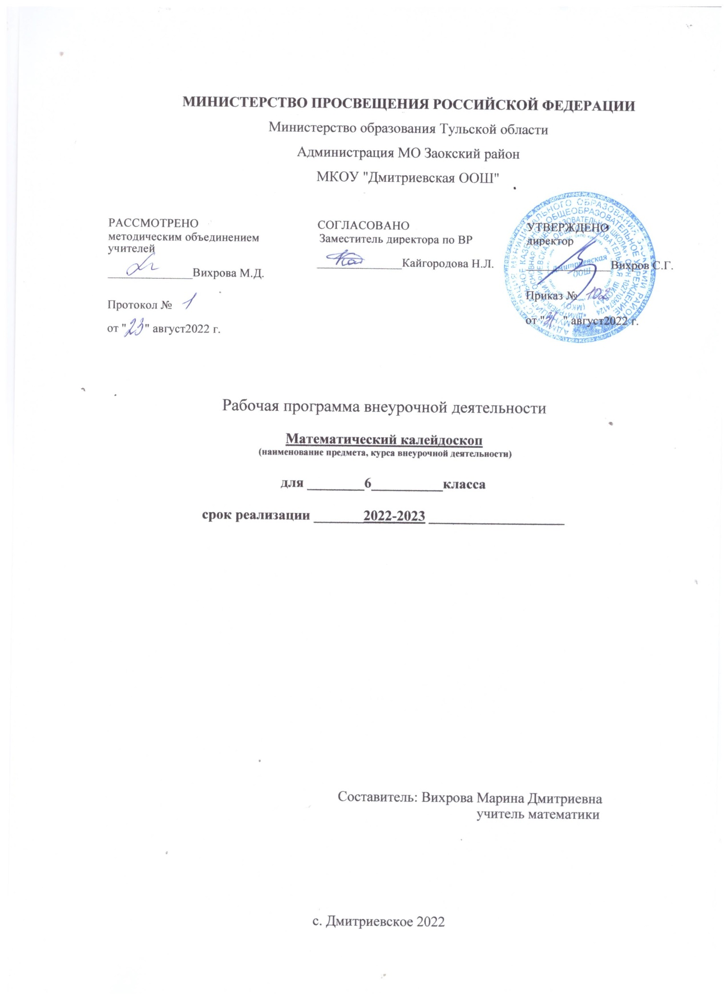 МИНИСТЕРСТВО ПРОСВЕЩЕНИЯ РОССИЙСКОЙ ФЕДЕРАЦИИ
Министерство образования Тульской области
Администрация МО Заокский район
МКОУ "Дмитриевская ООШ"
РАССМОТРЕНО
методическим объединением
учителей
______________Вихрова М.Д.
Протокол № 1
от "23" август2022 г.
СОГЛАСОВАНО
Заместитель директора по ВР
______________Кайгородова Н.Л.
УТВЕРЖДЕНО
директор
______________Вихров С.Г.
Приказ № 102
от "31" август2022 г.
Дмитриевская
ООШ
Рабочая программа внеурочной деятельности
Математический калейдоскоп
(наименование предмета, курса внеурочной деятельности)
для ________6__________класса
срок реализации _______2022-2023 ___________________
Составитель: Вихрова Марина Дмитриевна
учитель математики
с. Дмитриевское 2022